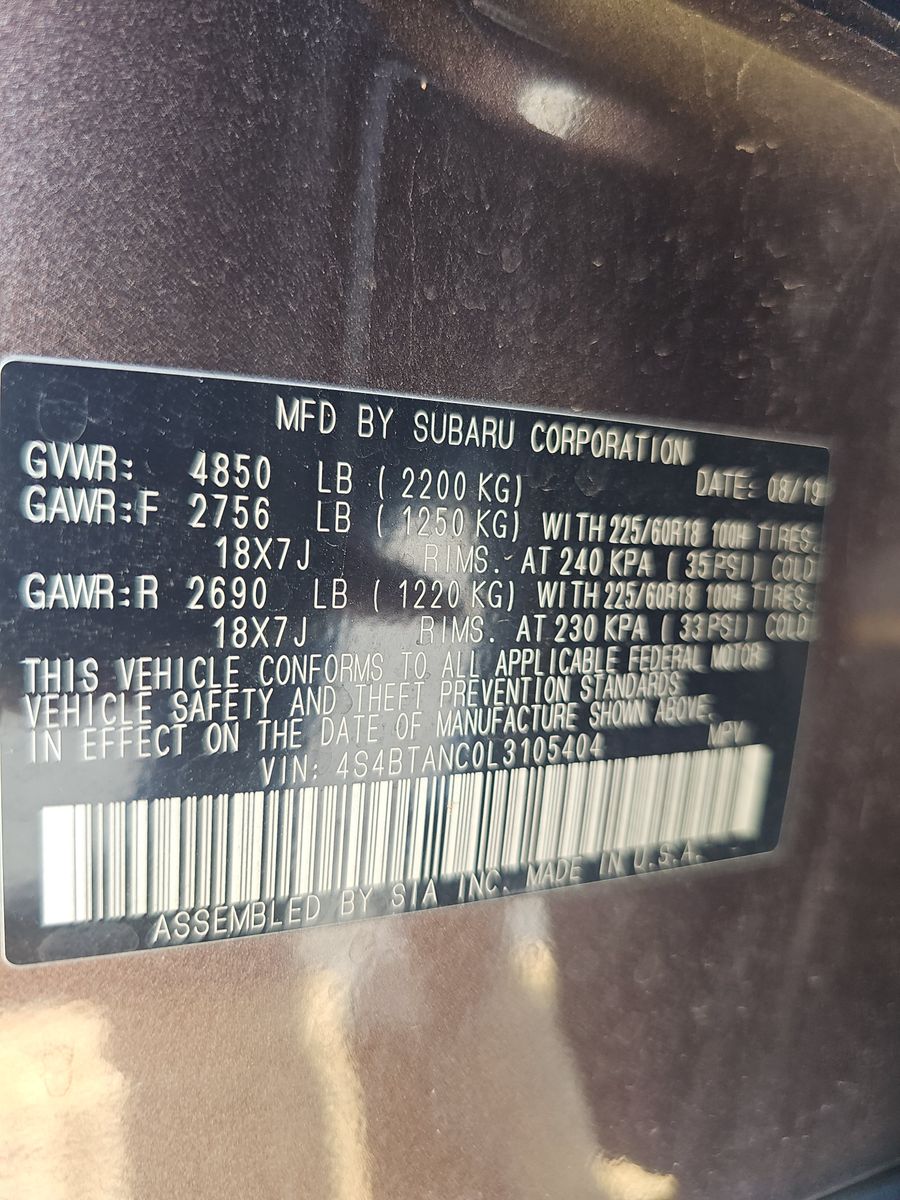 MFD BY SUBARU CORPORATION
GVWR: 4850 LB ( 2200 KG) DATE: 08/19
GAWR:F 2756 LB ( 1250 KG) WITH 225/60R18 100H TIRES.
18X7J RIMS. AT 240 KPA ( 35 PSI) COLD
GAWR:R 2690 LB ( 1220 KG) WITH 225/60R18 100H TIRES.
18X7J RIMS. AT 230 KPA ( 33 PSI) COLD
THIS VEHICLE CONFORMS TO ALL APPLICABLE FEDERAL MOTOR
VEHICLE SAFETY AND THEFT PREVENTION STANDARDS
IN EFFECT ON THE DATE OF MANUFACTURE SHOWN ABOVE.
VIN: 4S4BTANC0L3105404 MPV
ASSEMBLED BY SIA INC. MADE IN U.S.A.